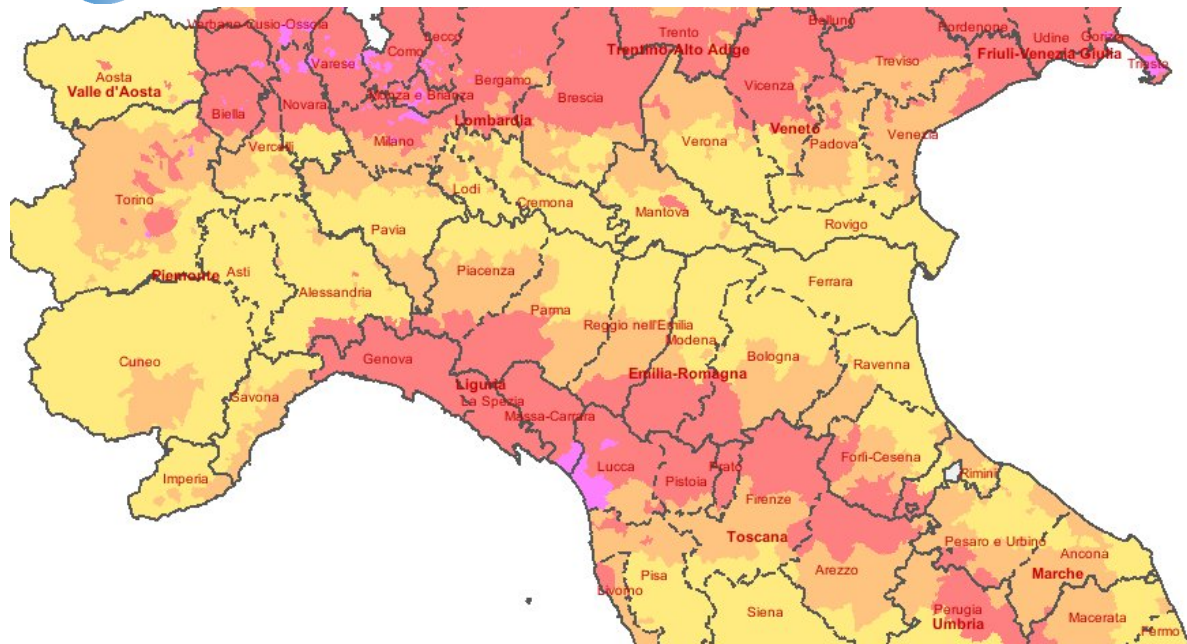 Verbano-Cusio-Ossola
Lecco
Como
Varese
Trento
Trentino-Alto Adige
Belluno
Pordenone
Udine
Gorizia
Friuli-Venezia Giulia
Trieste
Treviso
Aosta
Valle d'Aosta
Bergamo
Monza e Brianza
Brescia
Vicenza
Biella
Novara
Lombardia
Veneto
Venezia
Vercelli
Milano
Verona
Padova
Torino
Lodi
Cremona
Mantova
Pavia
Rovigo
Piemonte
Asti
Piacenza
Ferrara
Alessandria
Parma
Reggio nell'Emilia
Modena
Cuneo
Genova
Bologna
Ravenna
Liguria
Emilia-Romagna
Savona
La Spezia
Massa-Carrara
Imperia
Lucca
Pistoia
Prato
Forlì-Cesena
Rimini
Firenze
Toscana
Pesaro e Urbino
Ancona
Pisa
Arezzo
Marche
Livorno
Siena
Perugia
Umbria
Macerata
Fermo